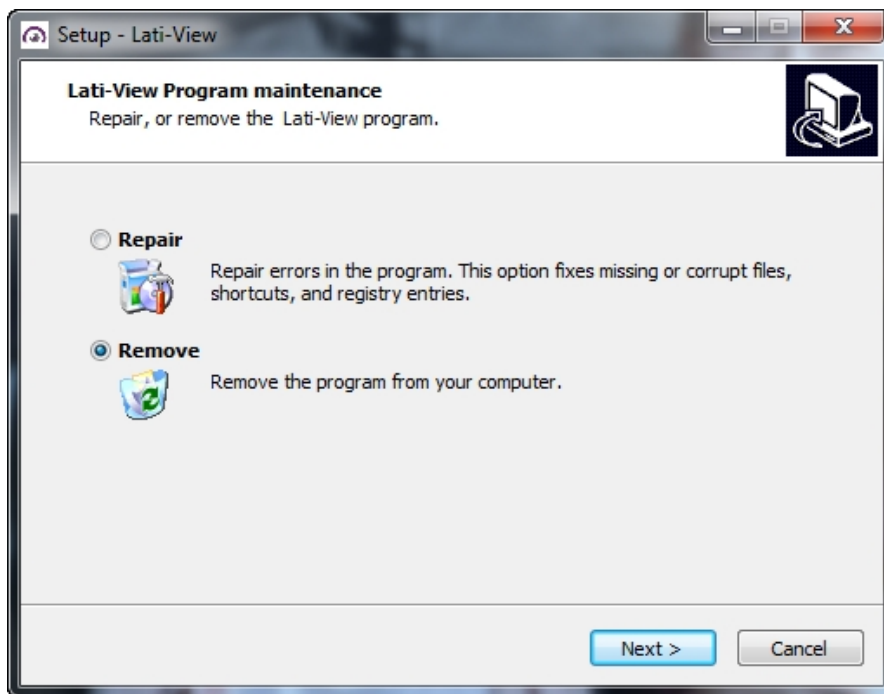 Setup - Lati-View
Lati-View Program maintenance
Repair, or remove the Lati-View program.
Repair
Repair errors in the program. This option fixes missing or corrupt files,
shortcuts, and registry entries.
Remove
Remove the program from your computer.
Next >
Cancel